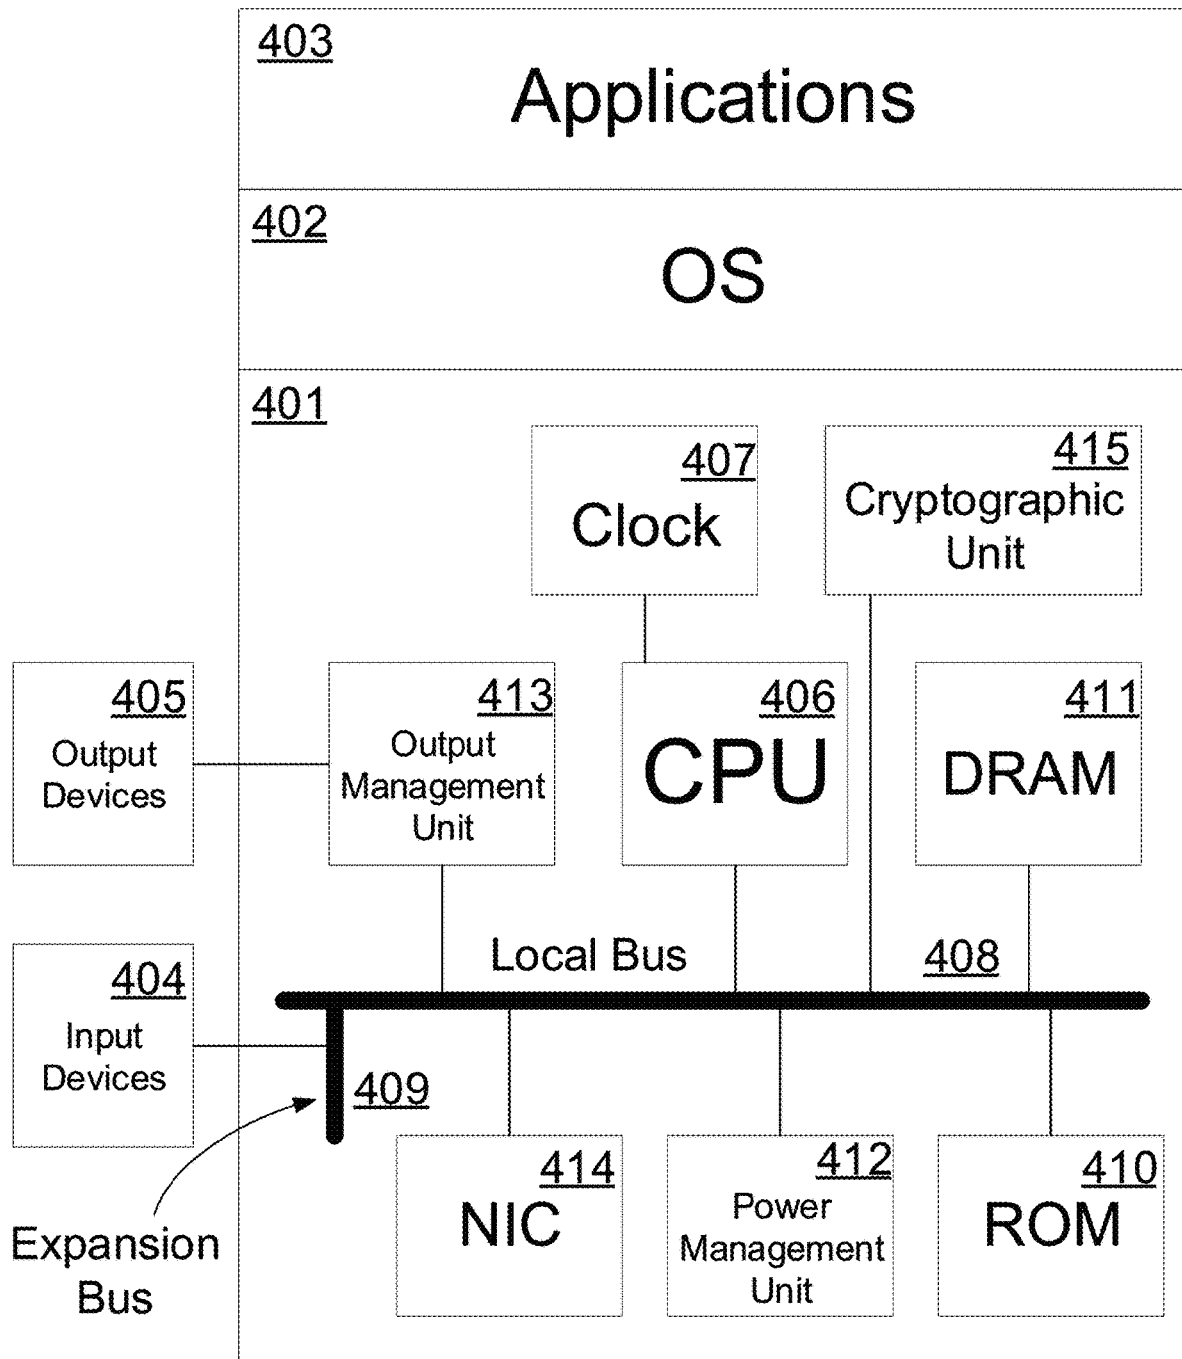 403
Applications
402
OS
401
407
Clock
415
Cryptographic
Unit
405
Output
Devices
413
Output
Management
Unit
406
CPU
411
DRAM
Local Bus
408
404
Input
Devices
409
Expansion
Bus
414
NIC
412
Power
Management
Unit
410
ROM